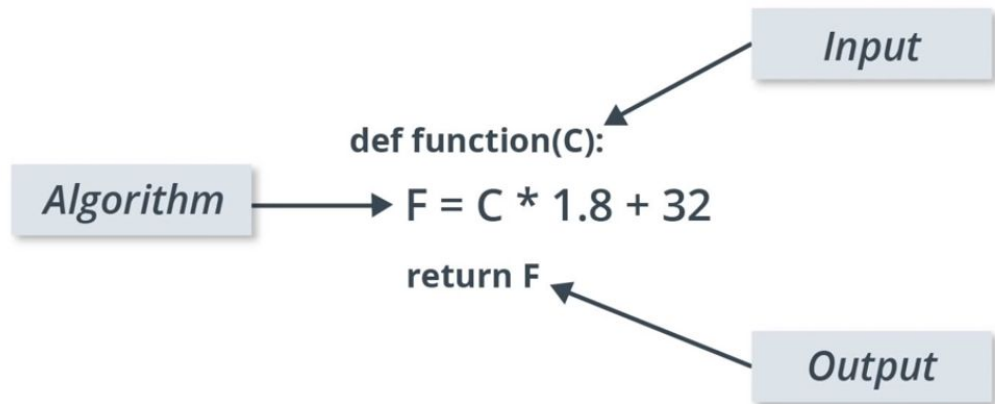 Input
def function(C):
Algorithm
F = C * 1.8 + 32
return F
Output